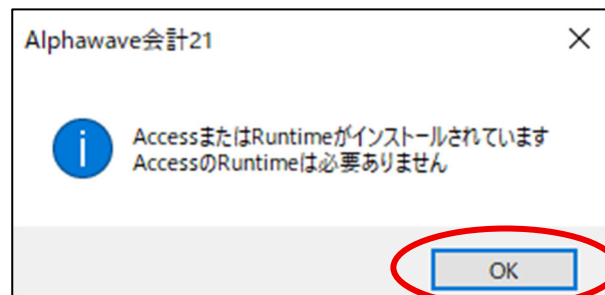 Alphawave会計21
AccessまたはRuntimeがインストールされています
AccessのRuntimeは必要ありません
OK